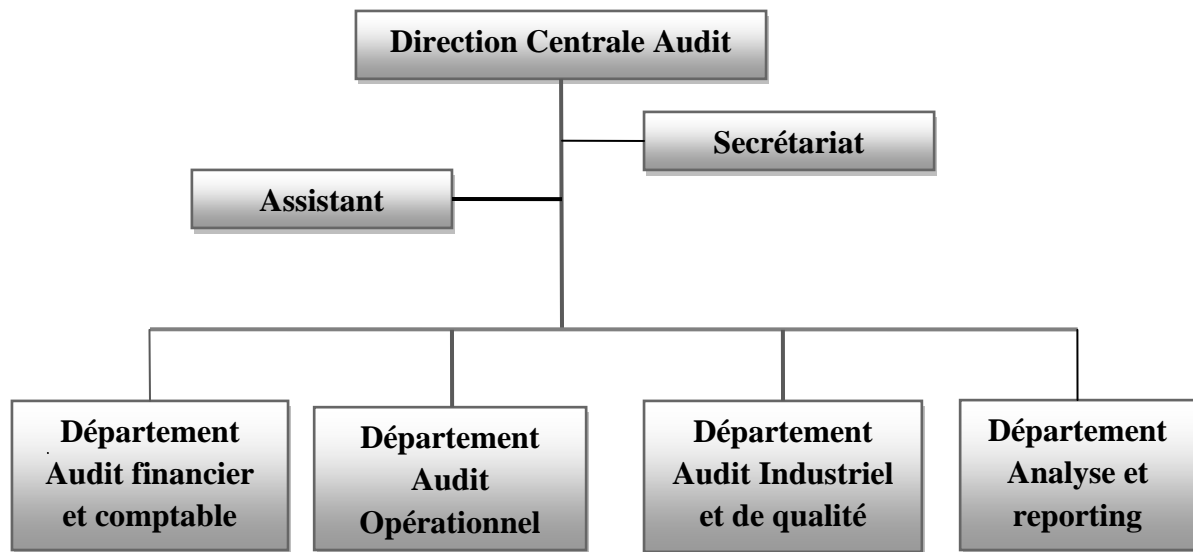 Direction Centrale Audit
Secrétariat
Assistant
Département
Audit financier
et comptable
Département
Audit
Opérationnel
Département
Audit Industriel
et de qualité
Département
Analyse et
reporting